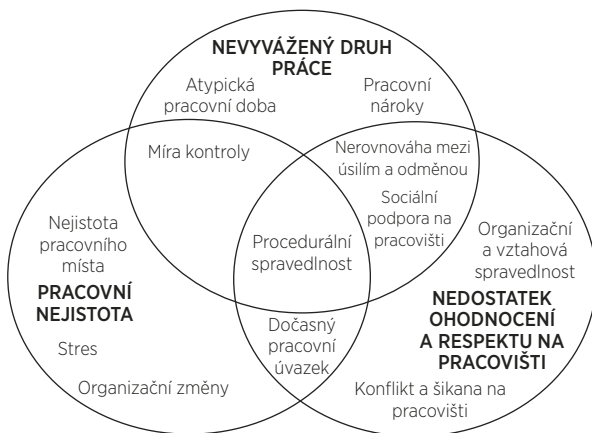 NEVYVÁŽENÝ DRUH
PRÁCE
Atypická
pracovní doba
Pracovní
nároky
Míra kontroly
Nerovnováha mezi
úsilím a odměnou
Sociální
podpora na
pracovišti
Nejistota
pracovního
místa
Procedurální
spravedlnost
Organizační
a vztahová
spravedlnost
PRACOVNÍ
NEJISTOTA
NEDOSTATEK
OHODNOCENÍ
A RESPEKTU NA
PRACOVIŠTI
Dočasný
pracovní
úvazek
Stres
Organizační změny
Konflikt a šikana na
pracovišti